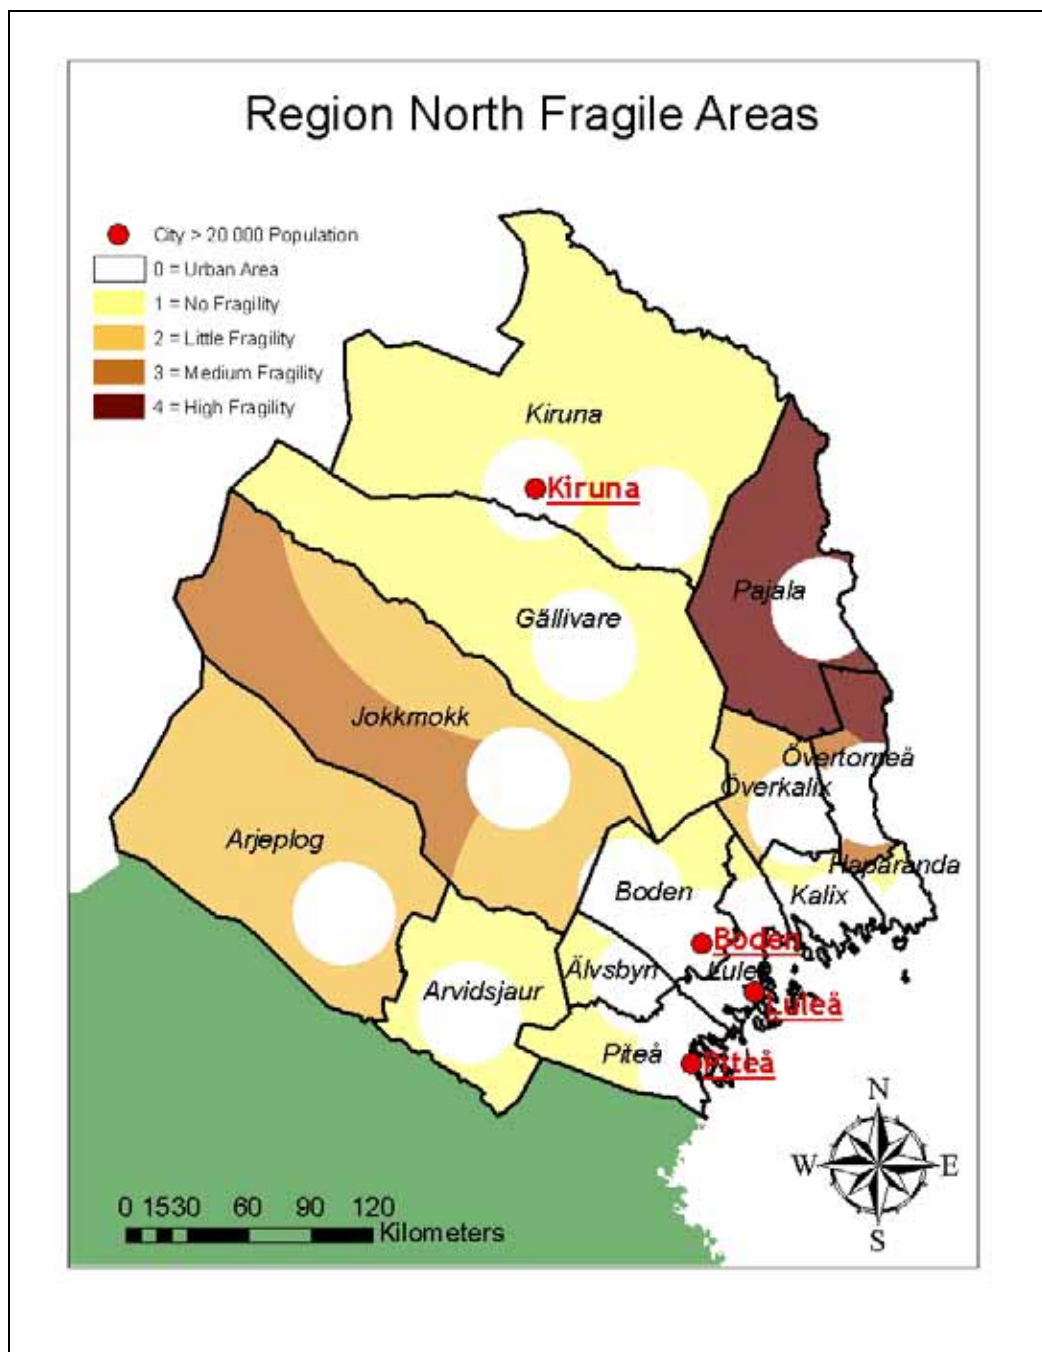 Region North Fragile Areas
City > 20 000 Population
0 = Urban Area
1 = No Fragility
2 = Little Fragility
3 = Medium Fragility
4 = High Fragility
Kiruna
Kiruna
Pajala
Gällivare
Jokkmokk
Övertorneå
Överkalix
Arjeplog
Haparanda
Boden
Kalix
Boden
Älvsbyn
Luleå
Arvidsjaur
Luleå
Piteå
Piteå
N
W E
S
0 15 30 60 90 120
Kilometers